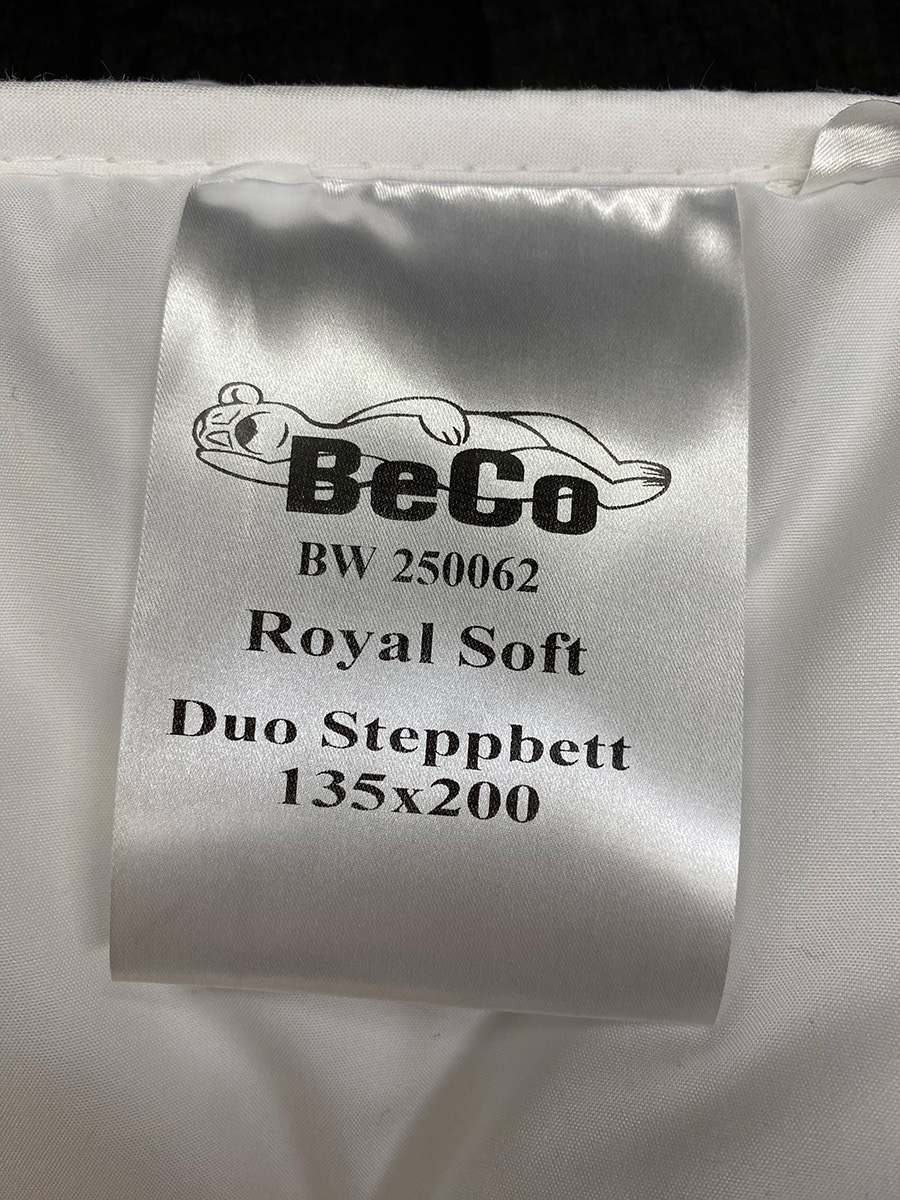 BeCo
BW 250062
Royal Soft
Duo Steppbett
135x200